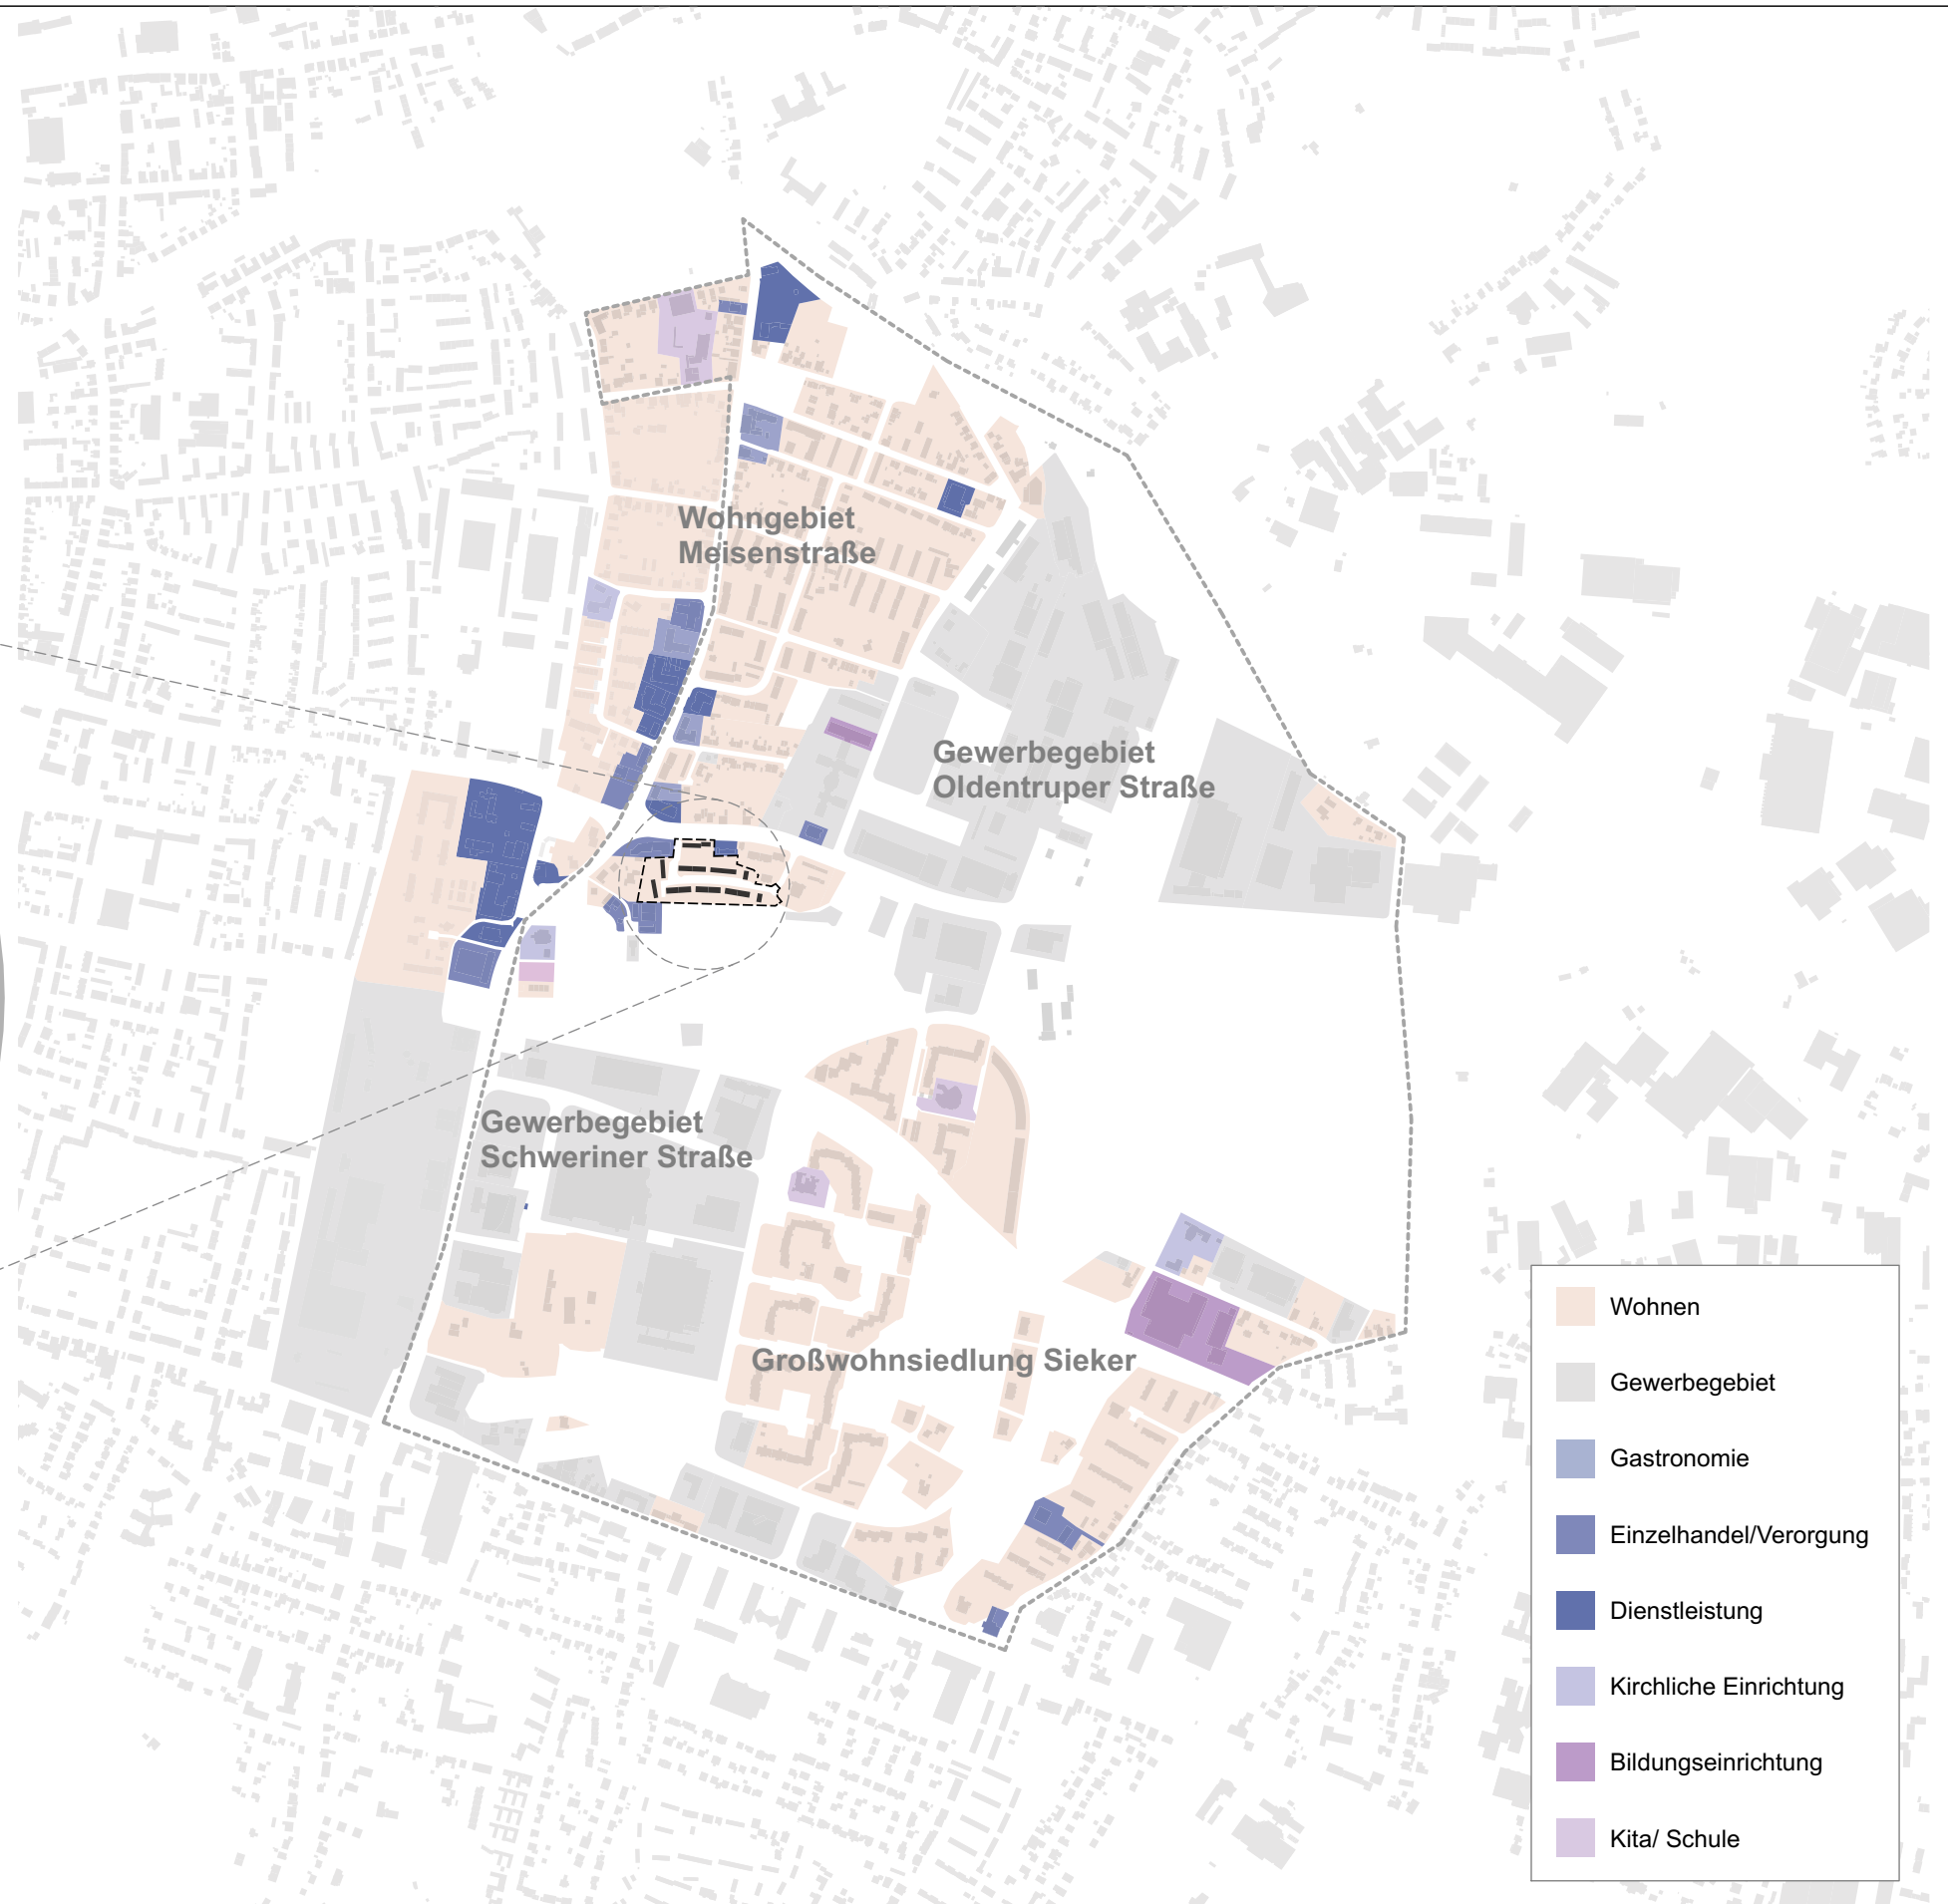 Wohngebiet
Meisenstraße
Gewerbegebiet
Oldentruper Straße
Gewerbegebiet
Schweriner Straße
Großwohnsiedlung Sieker
Wohnen
Gewerbegebiet
Gastronomie
Einzelhandel/Verorgung
Dienstleistung
Kirchliche Einrichtung
Bildungseinrichtung
Kita/ Schule